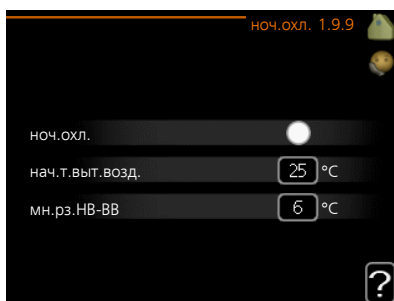 ноч.охл. 1.9.9
ноч.охл.
нач.т.выт.возд. 25 °C
мн.рз.НВ-ВВ 6 °C
?